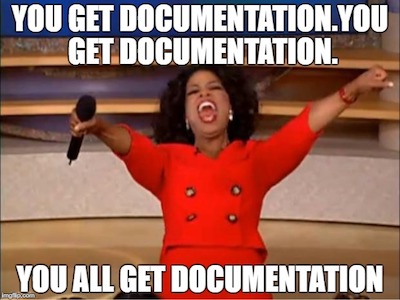 YOU GET DOCUMENTATION.YOU
GET DOCUMENTATION.
YOU ALL GET DOCUMENTATION
imgflip.com